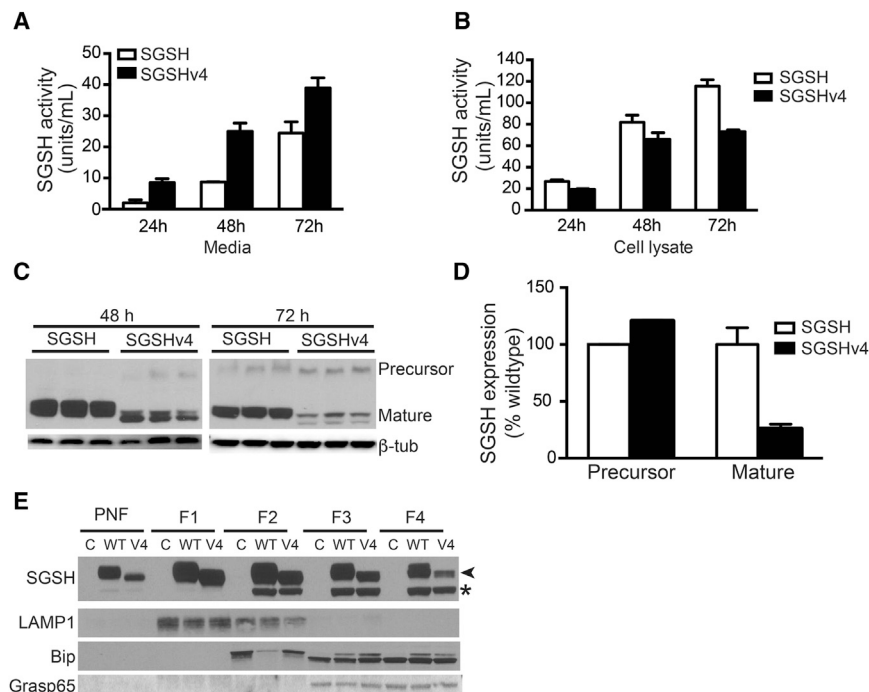 A
SGSH activity
(units/mL)
50
40
30
20
10
0
SGSH
SGSHv4
24h 48h 72h
Media
B
SGSH activity
(units/mL)
140
120
100
80
60
40
20
0
SGSH
SGSHv4
24h 48h 72h
Cell lysate
C
48 h 72 h
SGSH SGSHv4 SGSH SGSHv4
Precursor
Mature
β-tub
D
SGSH expression
(% wildtype)
150
100
50
0
SGSH
SGSHv4
Precursor Mature
E
PNF F1 F2 F3 F4
C WT V4 C WT V4 C WT V4 C WT V4 C WT V4
SGSH
*
LAMP1
Bip
Grasp65